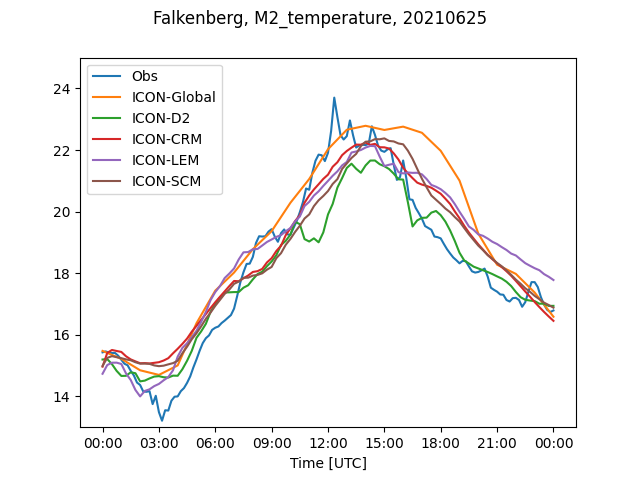 Falkenberg, M2_temperature, 20210625
Obs
ICON-Global
ICON-D2
ICON-CRM
ICON-LEM
ICON-SCM
24
22
20
18
16
14
00:00 03:00 06:00 09:00 12:00 15:00 18:00 21:00 00:00
Time [UTC]